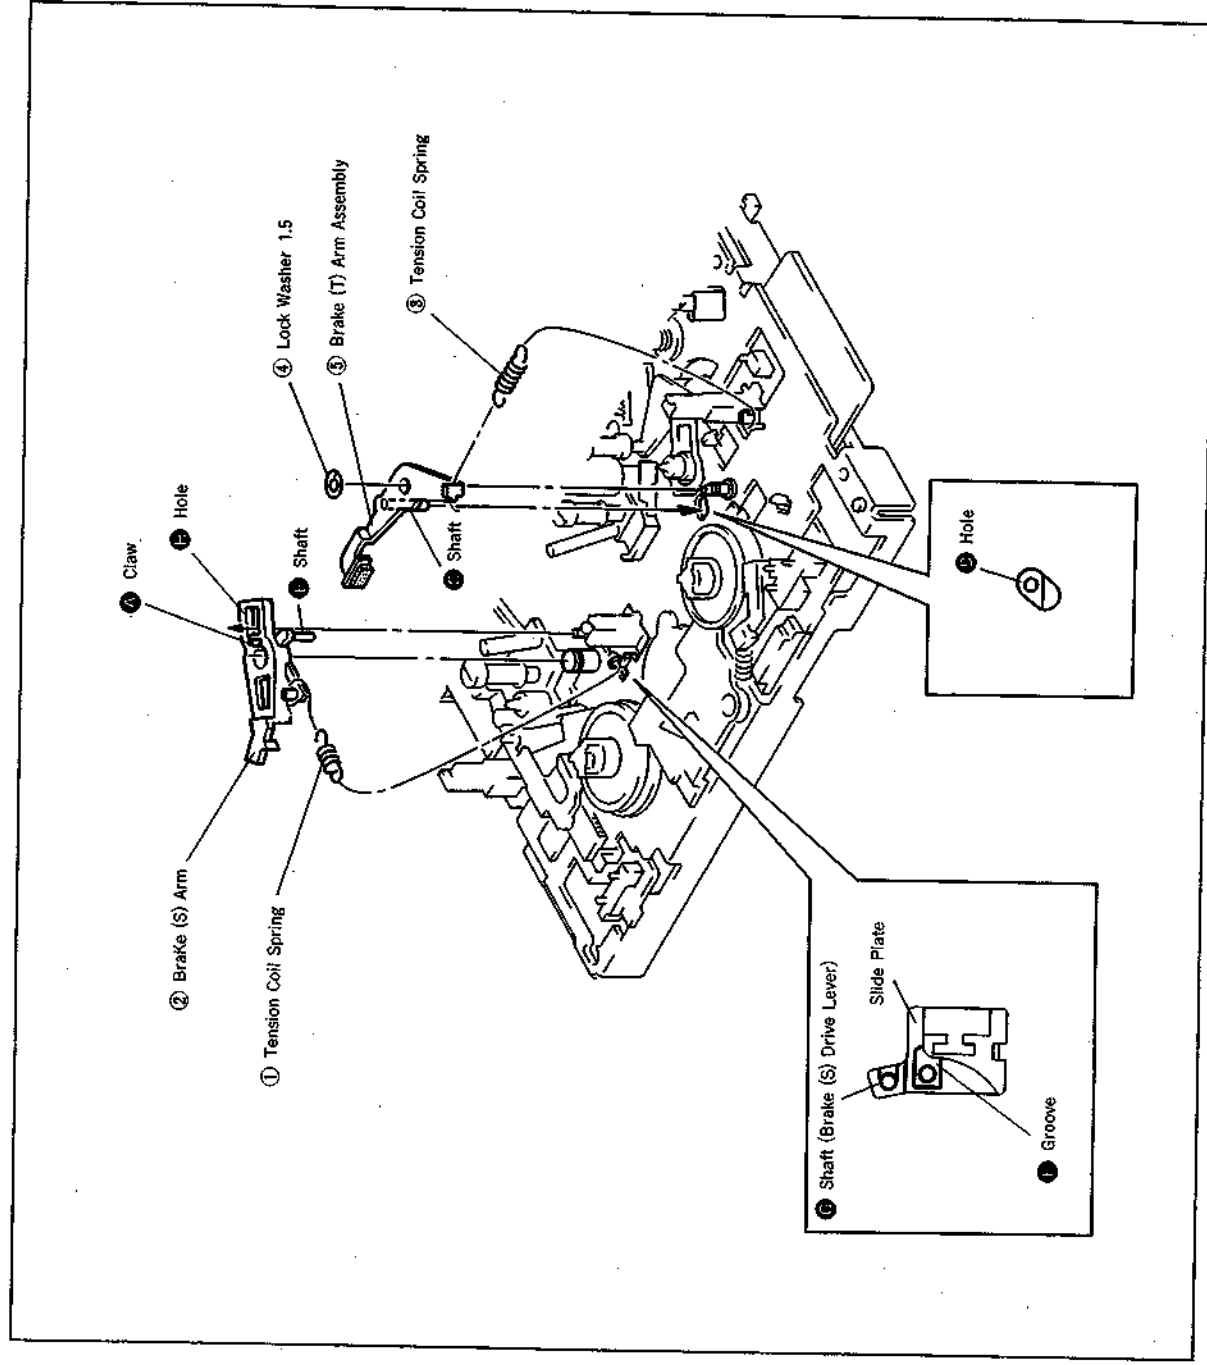 ④ Lock Washer 1.5
⑤ Brake (T) Arm Assembly
③ Tension Coil Spring
Hole
Ⓐ Claw
Shaft
Shaft
② BraKe (S) Arm
① Tension Coil Spring
Hole
Shaft (Brake (S) Drive Lever)
Slide Plate
Groove